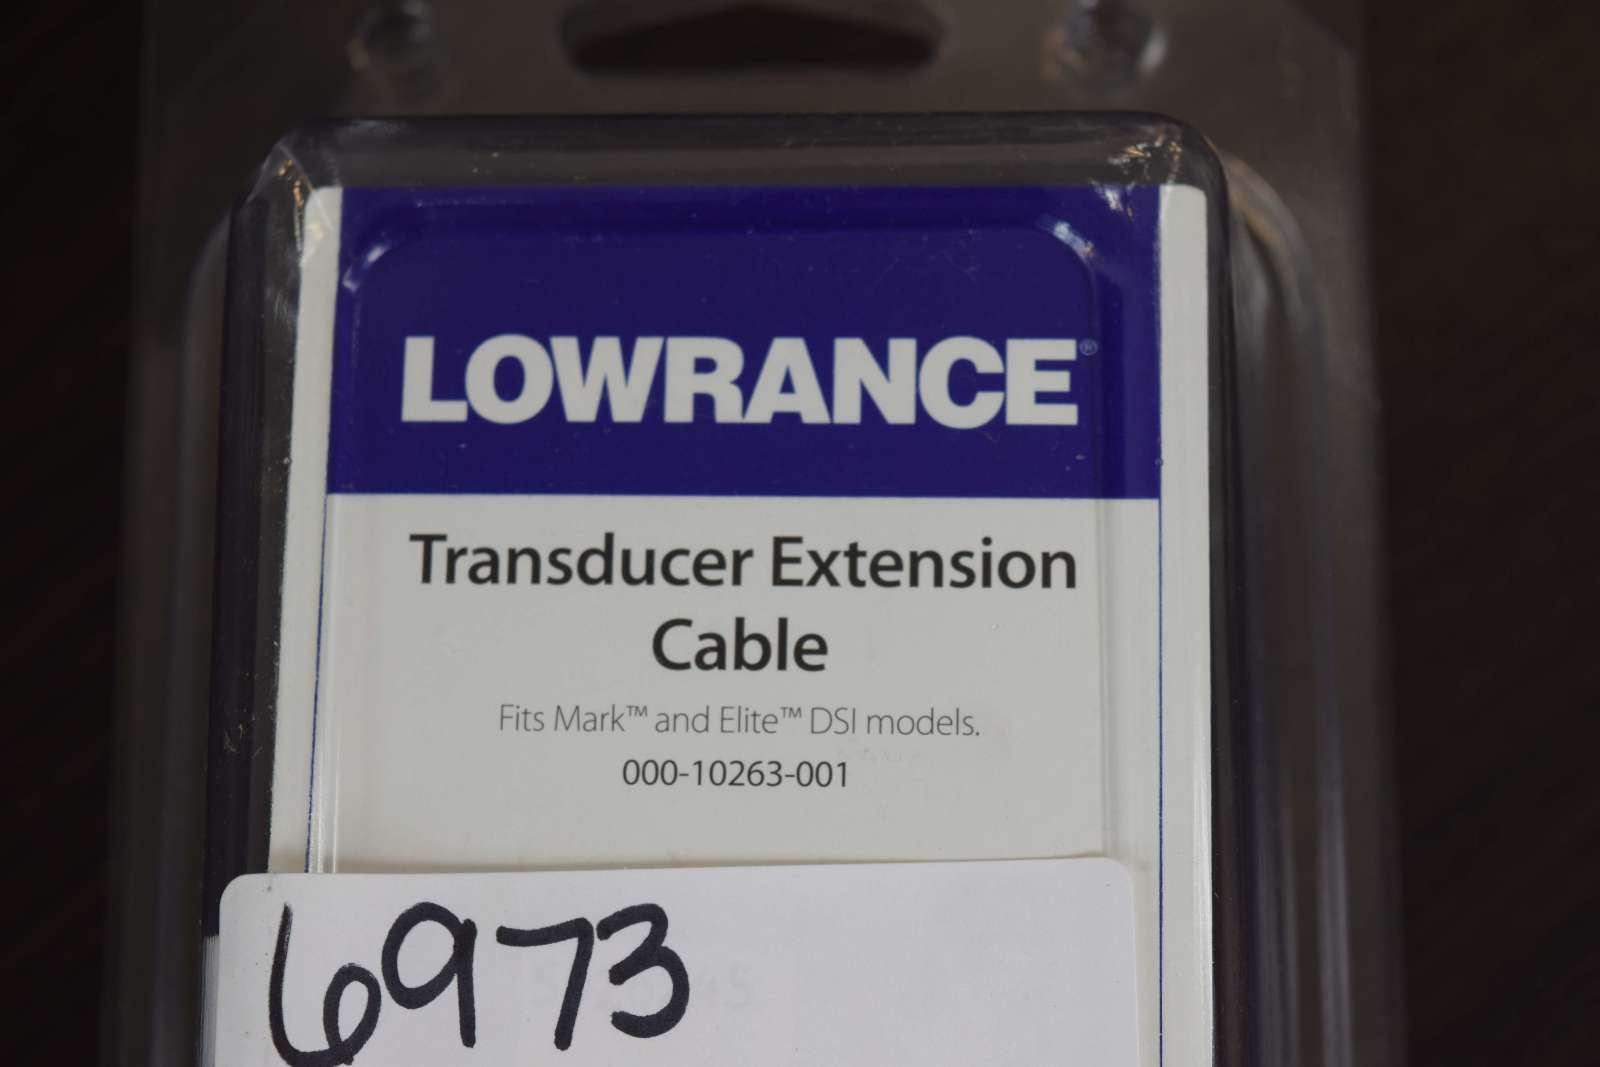 LOWRANCE®
Transducer Extension
Cable
Fits Mark™ and Elite™ DSI models.
000-10263-001
6973